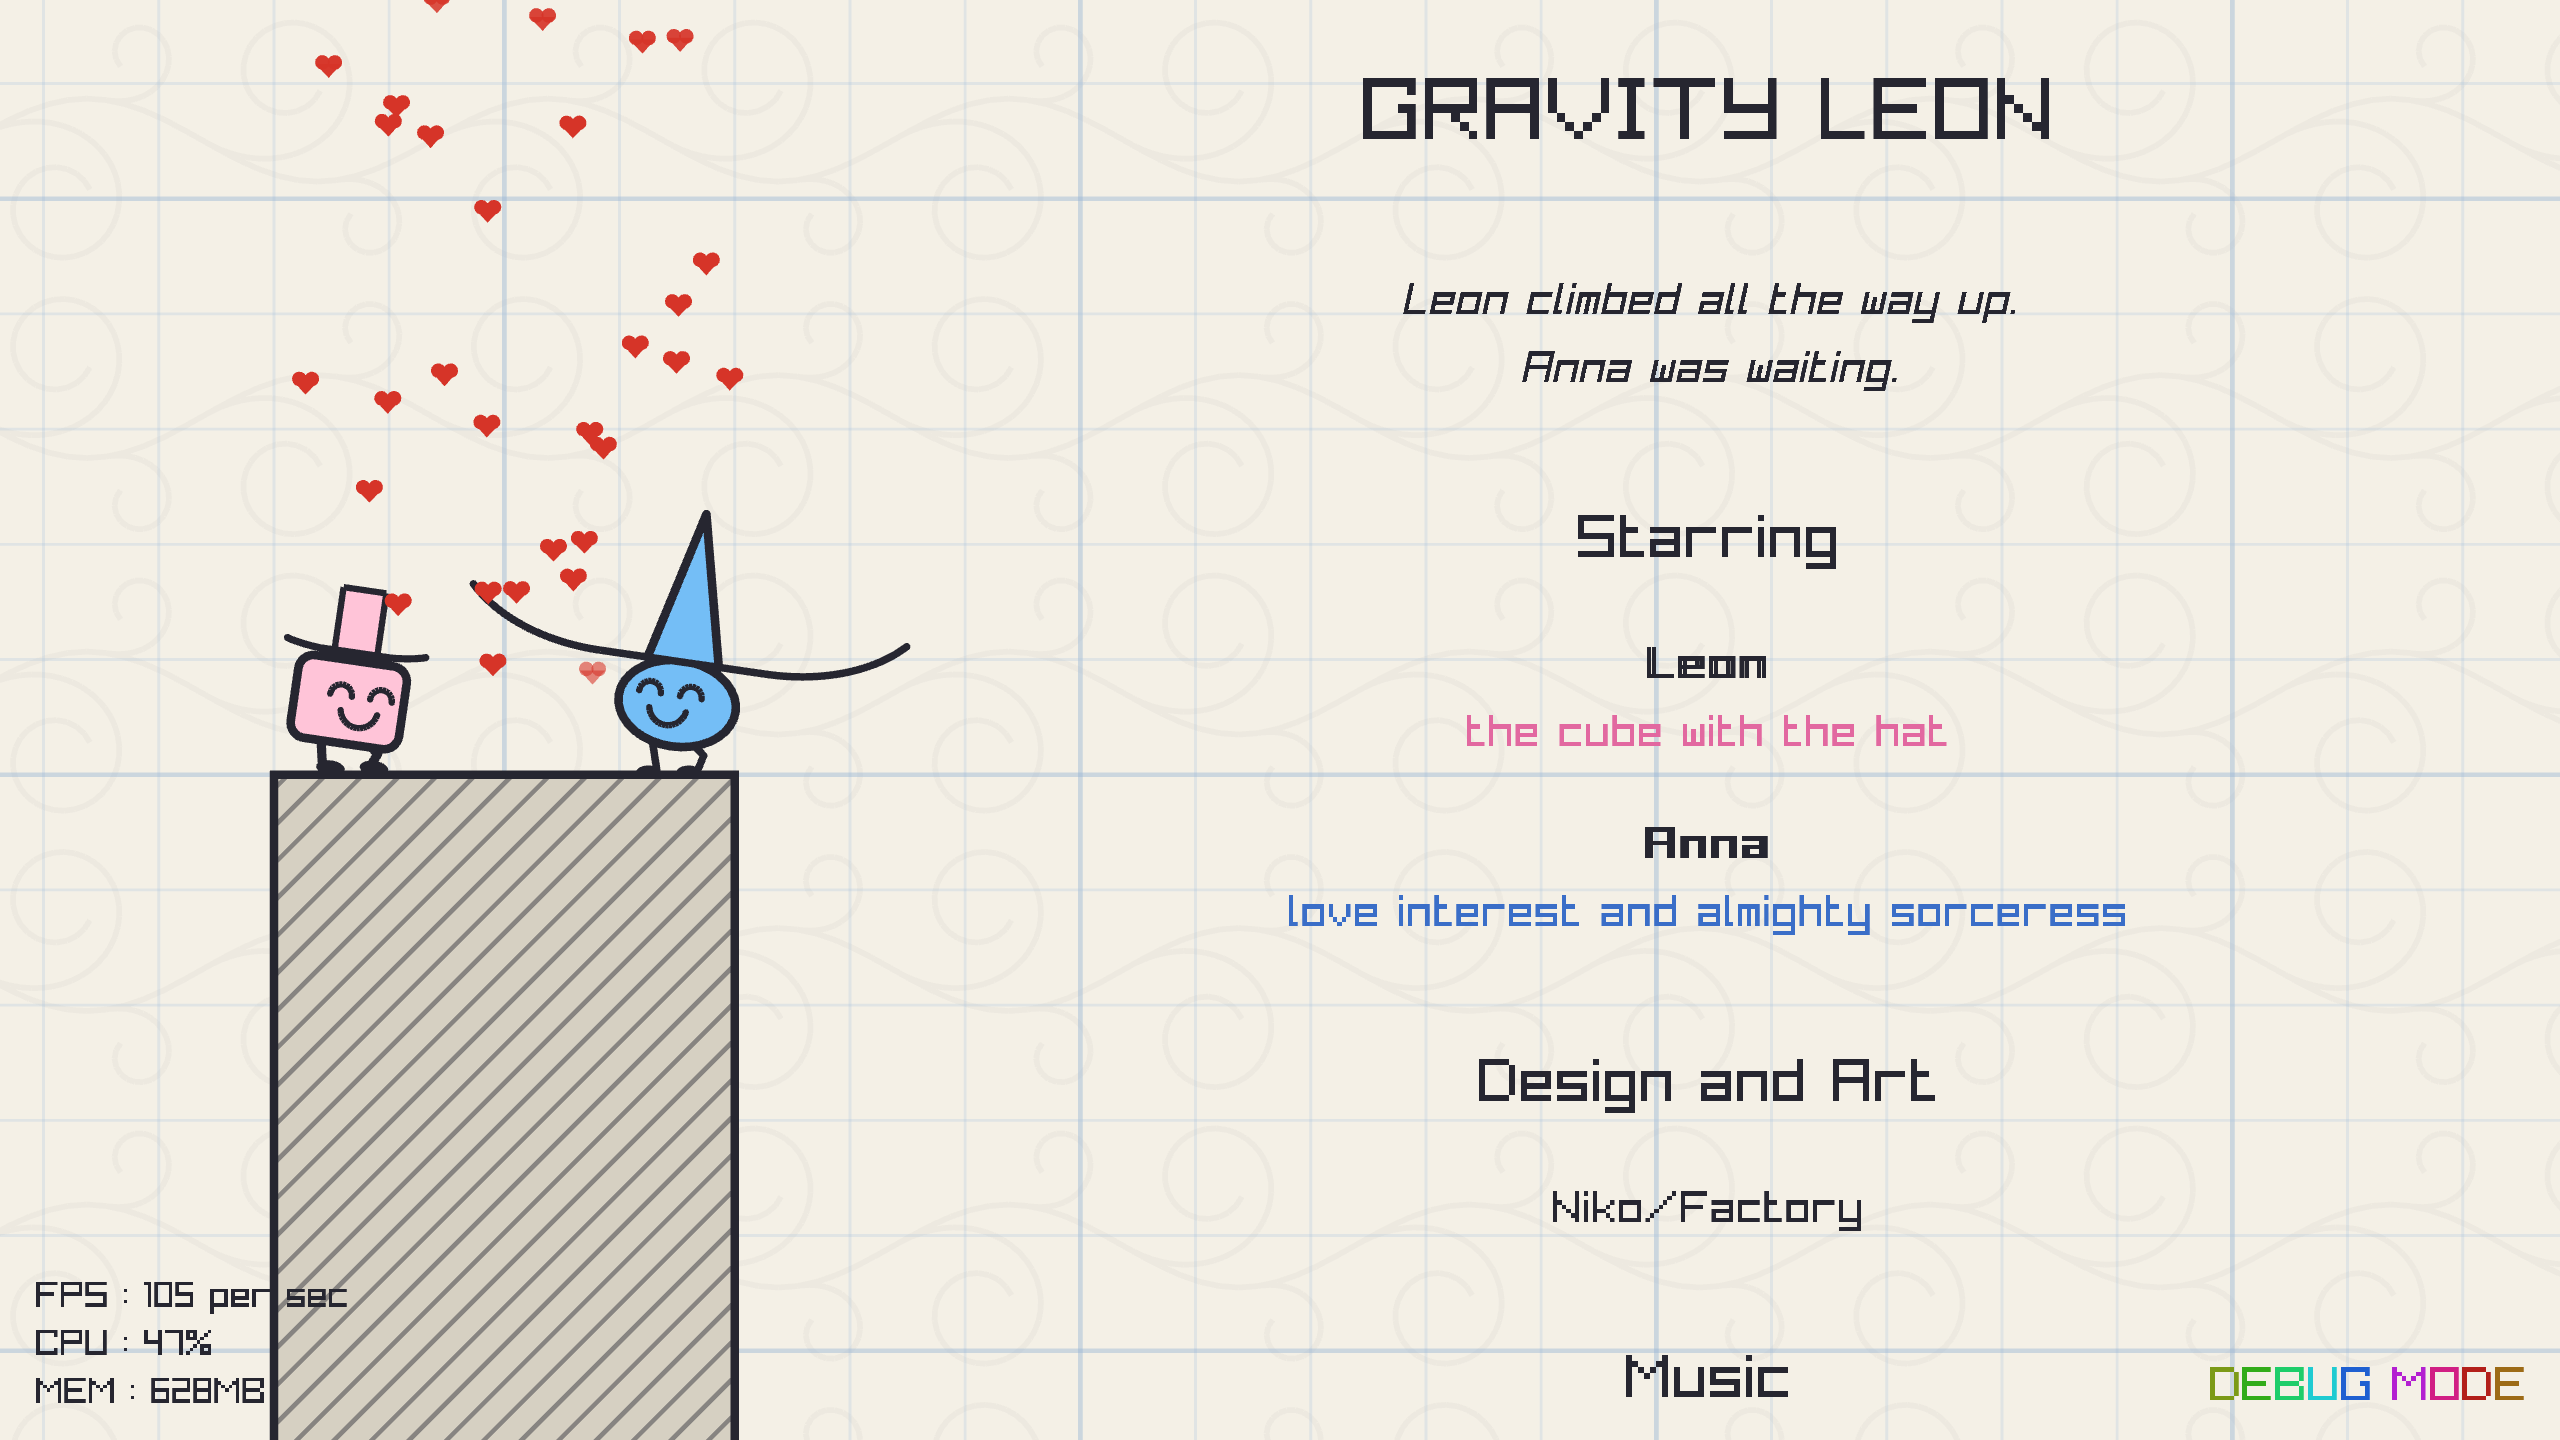 GRAVITY LEON
Leon climbed all the way up.
Anna was waiting.
Starring
Leon
the cube with the hat
Anna
love interest and almighty sorceress
Design and Art
Niko/Factory
Music
FPS : 105 per sec
CPU : 47%
MEM : 628MB
DEBUG MODE